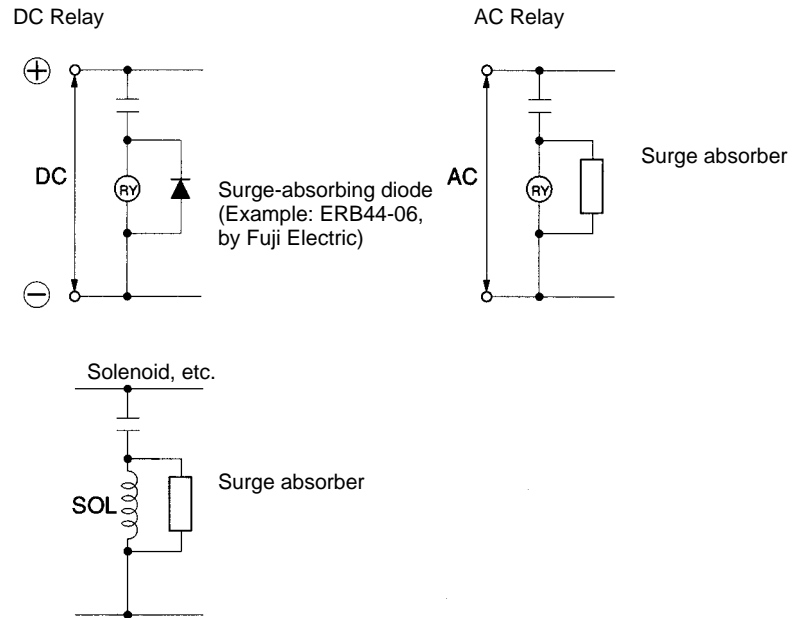 DC Relay
AC Relay
⊕
DC
RY
Surge-absorbing diode
(Example: ERB44-06,
by Fuji Electric)
⊖
AC
RY
Surge absorber
Solenoid, etc.
SOL
Surge absorber